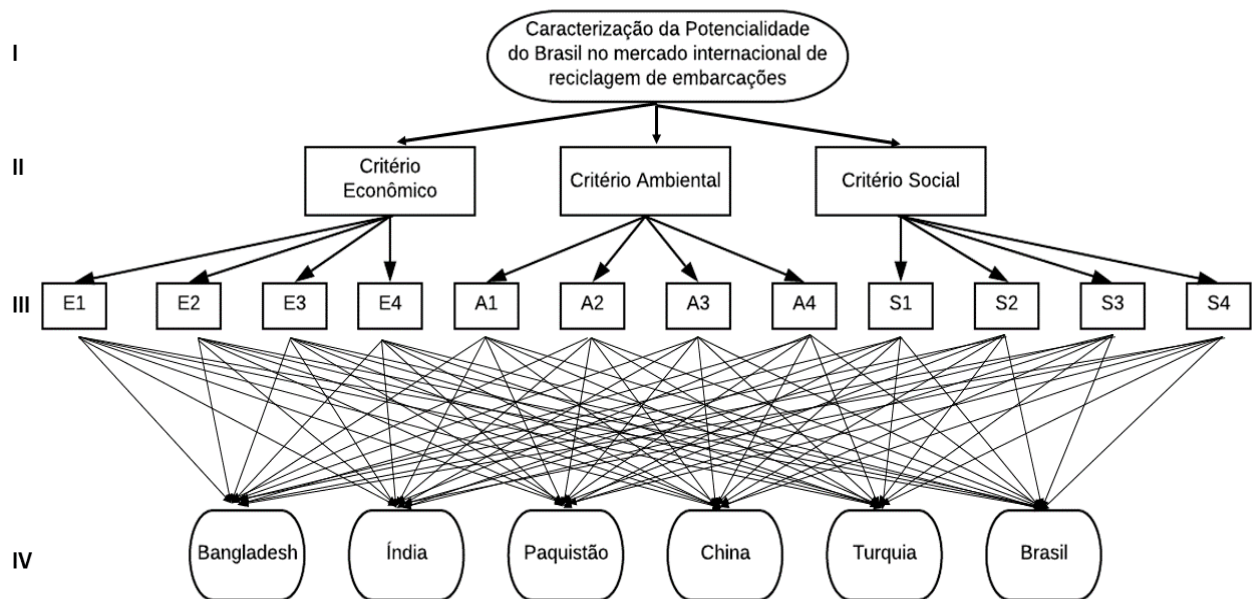 I
Caracterização da Potencialidade
do Brasil no mercado internacional de
reciclagem de embarcações
II
Critério
Econômico
Critério Ambiental
Critério Social
III
E1
E2
E3
E4
A1
A2
A3
A4
S1
S2
S3
S4
IV
Bangladesh
Índia
Paquistão
China
Turquia
Brasil